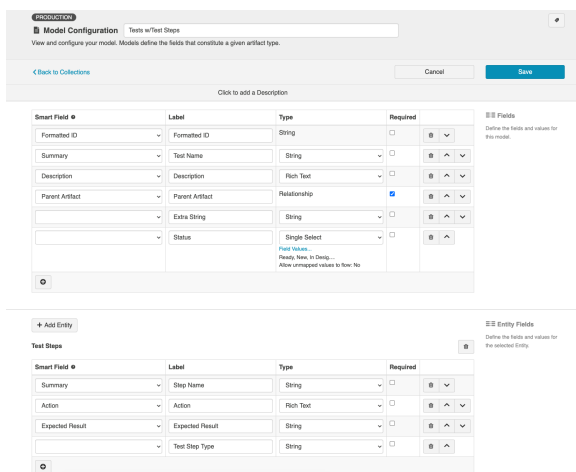 PRODUCTION
Model Configuration Tests w/Test Steps
View and configure your model. Models define the fields that constitute a given artifact type.
Back to Collections Cancel Save
Click to add a Description
Smart Field Label Type Required
Formatted ID Formatted ID String
Summary Test Name String
Description Description Rich Text
Parent Artifact Parent Artifact Relationship
Extra String String
Status Single Select
Field Values...
Ready, New, In Desig....
Allow unmapped values to flow: No
Fields
Define the fields and values for
this model.
+ Add Entity
Test Steps
Smart Field Label Type Required
Summary Step Name String
Action Action Rich Text
Expected Result Expected Result String
Test Step Type String
Entity Fields
Define the fields and values for
the selected Entity.